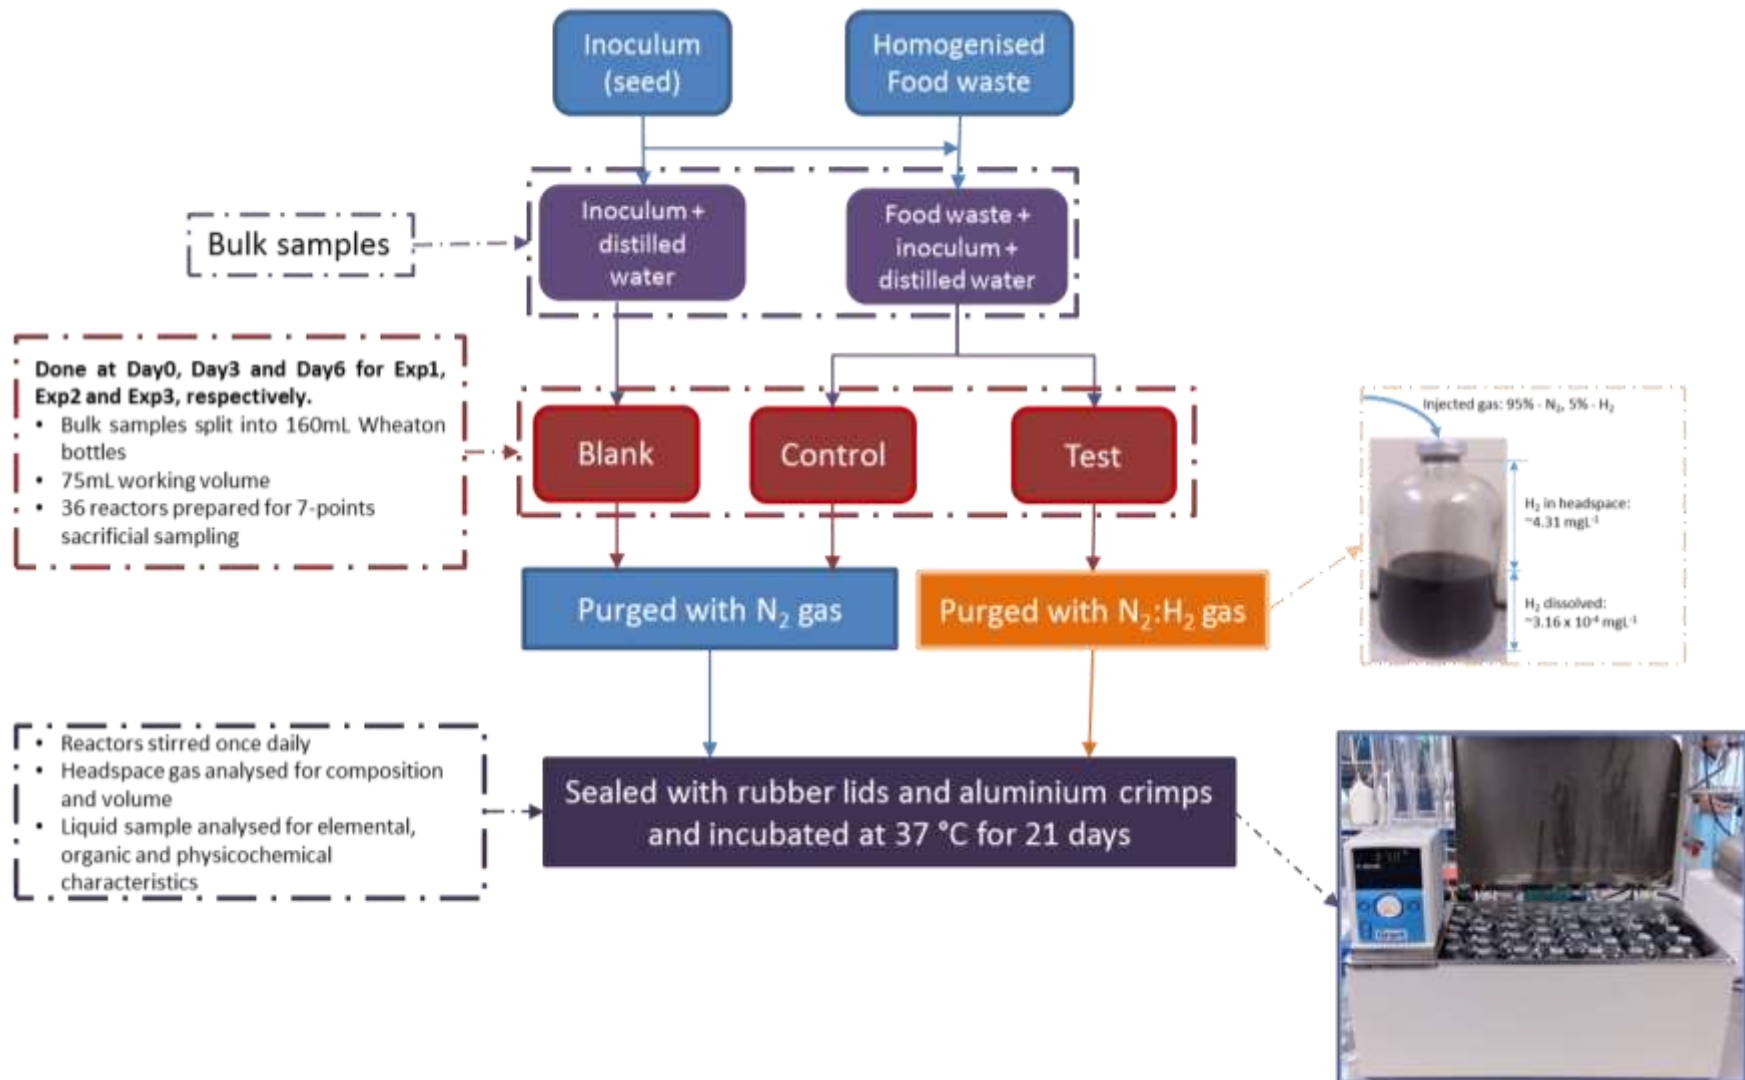 Inoculum
(seed)
Homogenised
Food waste
Bulk samples
Inoculum +
distilled
water
Food waste +
inoculum +
distilled water
Done at Day0, Day3 and Day6 for Exp1,
Exp2 and Exp3, respectively.
• Bulk samples split into 160mL Wheaton
bottles
• 75mL working volume
• 36 reactors prepared for 7-points
sacrificial sampling
Blank
Control
Test
Injected gas: 95% - N₂, 5% - H₂
H₂ in headspace:
~4.31 mgL⁻¹
H₂ dissolved:
~3.16 x 10⁻⁴ mgL⁻¹
Purged with N₂ gas
Purged with N₂:H₂ gas
• Reactors stirred once daily
• Headspace gas analysed for composition
and volume
• Liquid sample analysed for elemental,
organic and physicochemical
characteristics
Sealed with rubber lids and aluminium crimps
and incubated at 37 °C for 21 days
Grant